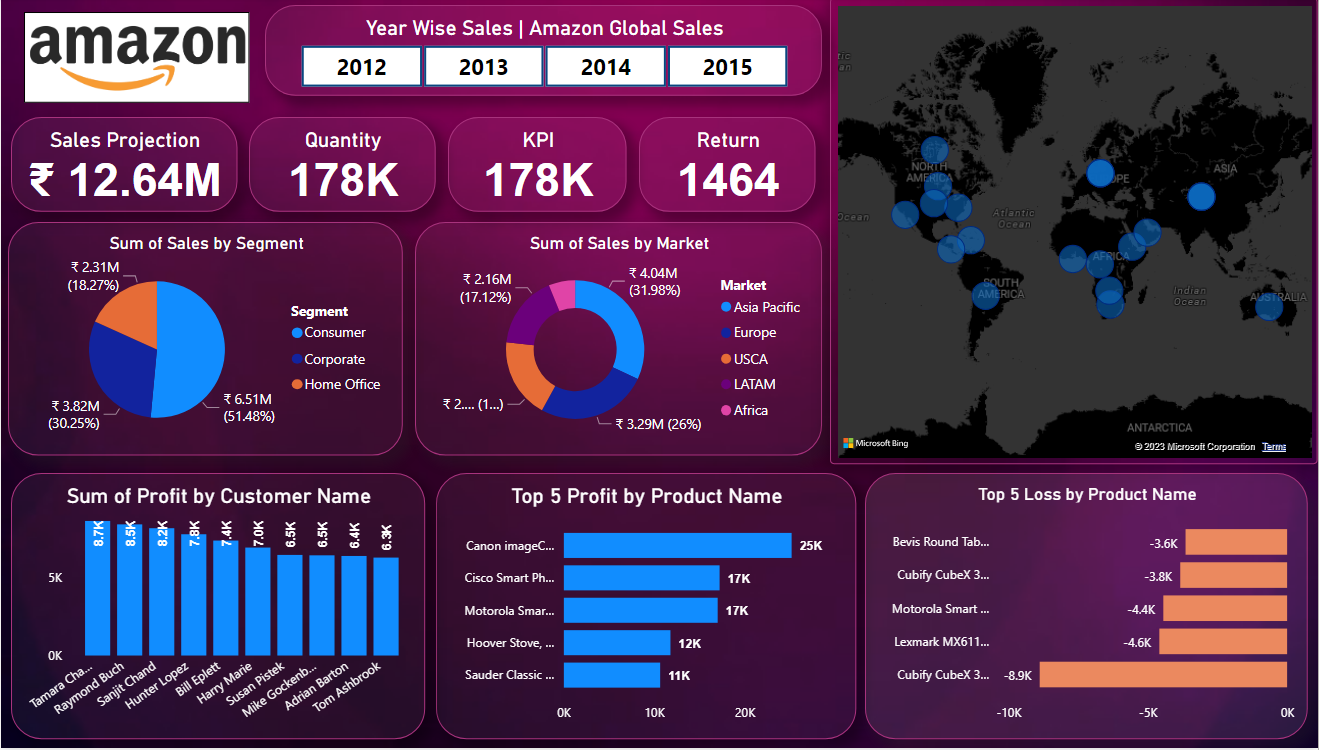 amazon
Year Wise Sales | Amazon Global Sales
2012
2013
2014
2015
Sales Projection
₹ 12.64M
Quantity
178K
KPI
178K
Return
1464
Sum of Sales by Segment
₹ 2.31M
(18.27%)
₹ 3.82M
(30.25%)
₹ 6.51M
(51.48%)
Segment
Consumer
Corporate
Home Office
Sum of Sales by Market
₹ 2.16M
(17.12%)
₹ 4.04M
(31.98%)
₹ 2.... (1...)
₹ 3.29M (26%)
Market
Asia Pacific
Europe
USCA
LATAM
Africa
NORTH
AMERICA
ASIA
Ocean
Atlantic
Ocean
AFRICA
SOUTH
AMERICA
Indian
Ocean
AUSTRALIA
ANTARCTICA
Microsoft Bing
© 2023 Microsoft Corporation Terms
Sum of Profit by Customer Name
8.7K
8.5K
8.2K
7.8K
7.4K
7.0K
6.5K
6.5K
6.4K
6.3K
5K
0K
Tamara Cha...
Raymond Buch
Sanjit Chand
Hunter Lopez
Bill Eplett
Harry Marie
Susan Pistek
Mike Gockenb...
Adrian Barton
Tom Ashbrook
Top 5 Profit by Product Name
Canon imageC... 25K
Cisco Smart Ph... 17K
Motorola Smar... 17K
Hoover Stove, ... 12K
Sauder Classic ... 11K
0K 10K 20K
Top 5 Loss by Product Name
Bevis Round Tab... -3.6K
Cubify CubeX 3... -3.8K
Motorola Smart ... -4.4K
Lexmark MX611... -4.6K
Cubify CubeX 3... -8.9K
-10K -5K 0K